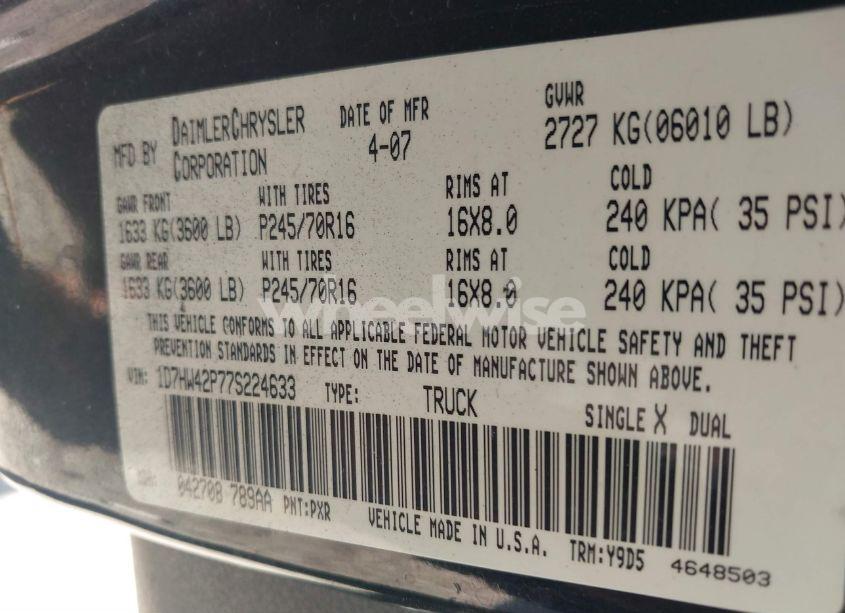 MFD BY DAIMLERCHRYSLER CORPORATION DATE OF MFR 4-07 GVWR 2727 KG(06010 LB)
GAWR FRONT WITH TIRES RIMS AT COLD
1633 KG(3600 LB) P245/70R16 16X8.0 240 KPA( 35 PSI)
GAWR REAR WITH TIRES RIMS AT COLD
1633 KG(3600 LB) P245/70R16 16X8.0 240 KPA( 35 PSI)
wheelwise
THIS VEHICLE CONFORMS TO ALL APPLICABLE FEDERAL MOTOR VEHICLE SAFETY AND THEFT
PREVENTION STANDARDS IN EFFECT ON THE DATE OF MANUFACTURE SHOWN ABOVE.
VIN: 1D7HW42P77S224633 TYPE: TRUCK SINGLE X DUAL
042708 789AA PNT:PXR VEHICLE MADE IN U.S.A. TRM:Y9D5 4648503